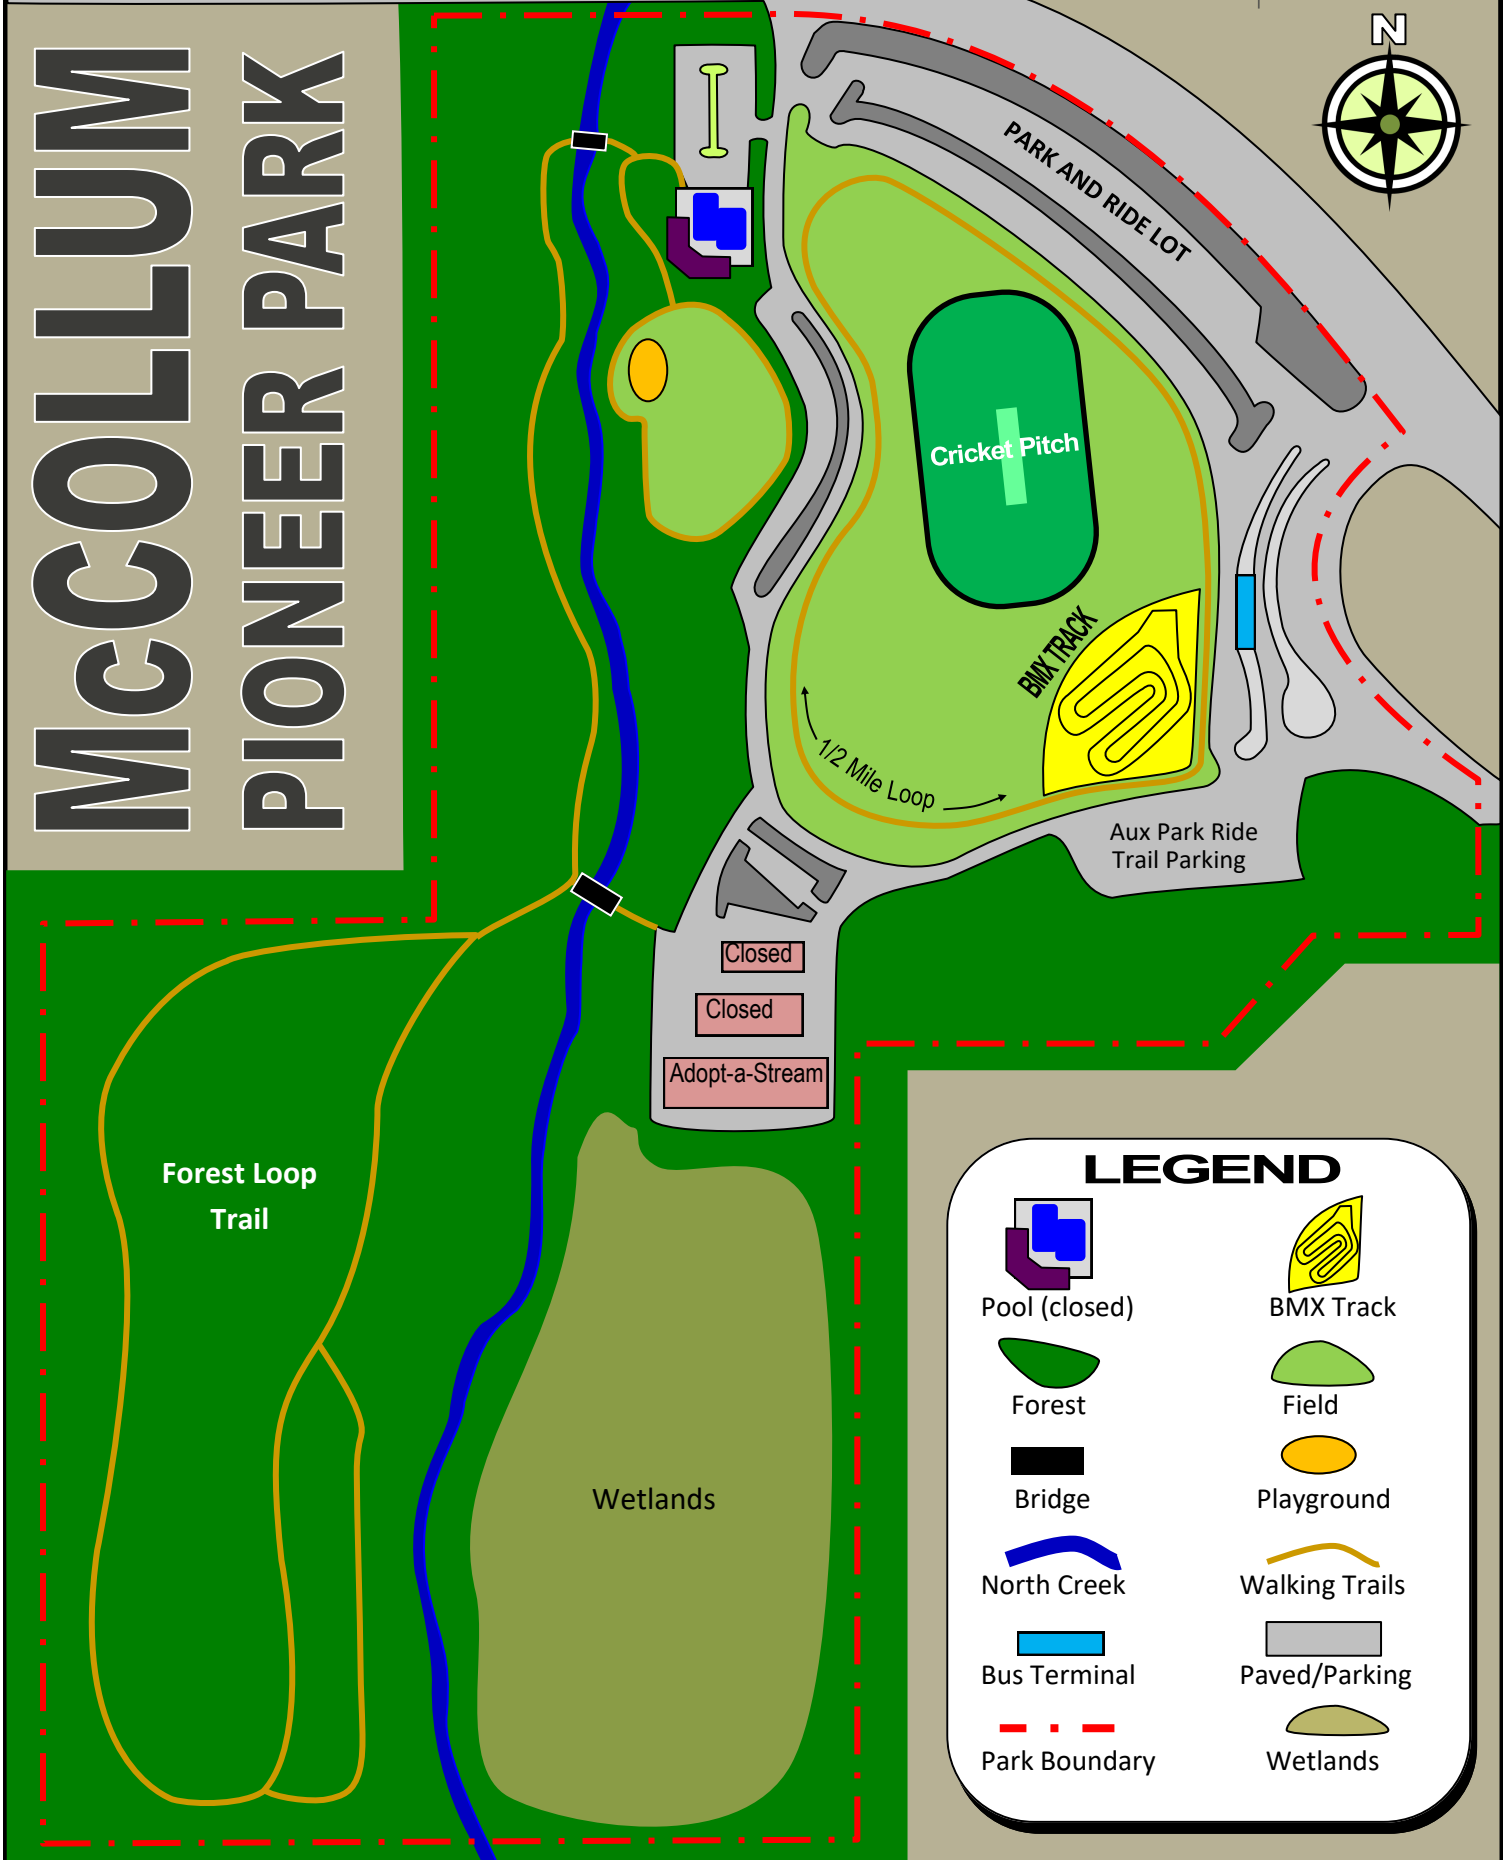 McCOLLUM
PIONEER PARK
N
PARK AND RIDE LOT
Cricket Pitch
BMX TRACK
1/2 Mile Loop
Aux Park Ride
Trail Parking
Closed
Closed
Adopt-a-Stream
Forest Loop
Trail
Wetlands
LEGEND
Pool (closed)
BMX Track
Forest
Field
Bridge
Playground
North Creek
Walking Trails
Bus Terminal
Paved/Parking
Park Boundary
Wetlands